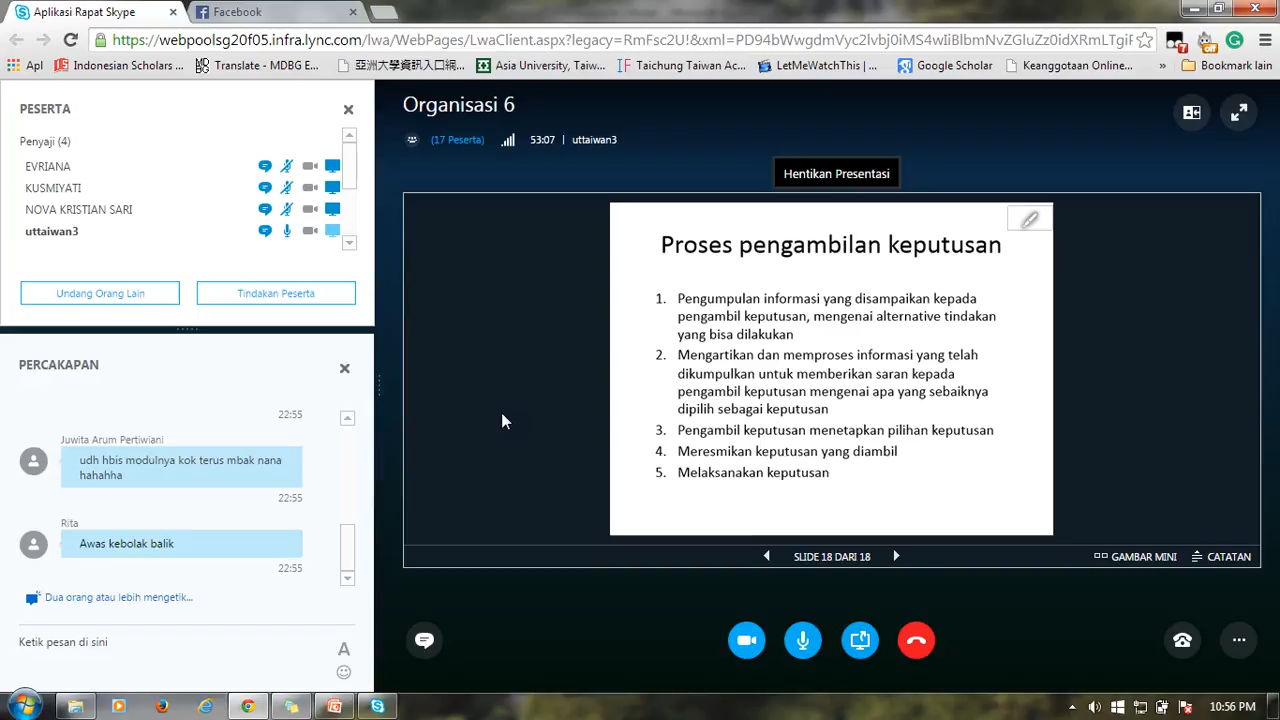 Aplikasi Rapat Skype
Facebook
https://webpoolsg20f05.infra.lync.com/lwa/WebPages/LwaClient.aspx?legacy=RmFsc2U!&xml=
Apl
Indonesian Scholars ...
Translate - MDBG E...
亞洲大學資訊入口網...
Asia University, Taiw...
Taichung Taiwan Ac...
LetMeWatchThis | ...
Google Scholar
Keanggotaan Online...
»
Bookmark lain
PESERTA
Penyaji (4)
EVRIANA
KUSMIYATI
NOVA KRISTIAN SARI
uttaiwan3
Undang Orang Lain
Tindakan Peserta
PERCAKAPAN
22:55
Juwita Arum Pertiwiani
udh hbis modulnya kok terus mbak nana
hahahha
22:55
Rita
Awas kebolak balik
22:55
Dua orang atau lebih mengetik...
Ketik pesan di sini
A
Organisasi 6
(17 Peserta) 53:07 | uttaiwan3
Hentikan Presentasi
Proses pengambilan keputusan
1. Pengumpulan informasi yang disampaikan kepada
pengambil keputusan, mengenai alternative tindakan
yang bisa dilakukan
2. Mengartikan dan memproses informasi yang telah
dikumpulkan untuk memberikan saran kepada
pengambil keputusan mengenai apa yang sebaiknya
dipilih sebagai keputusan
3. Pengambil keputusan menetapkan pilihan keputusan
4. Meresmikan keputusan yang diambil
5. Melaksanakan keputusan
SLIDE 18 DARI 18
GAMBAR MINI
CATATAN
10:56 PM